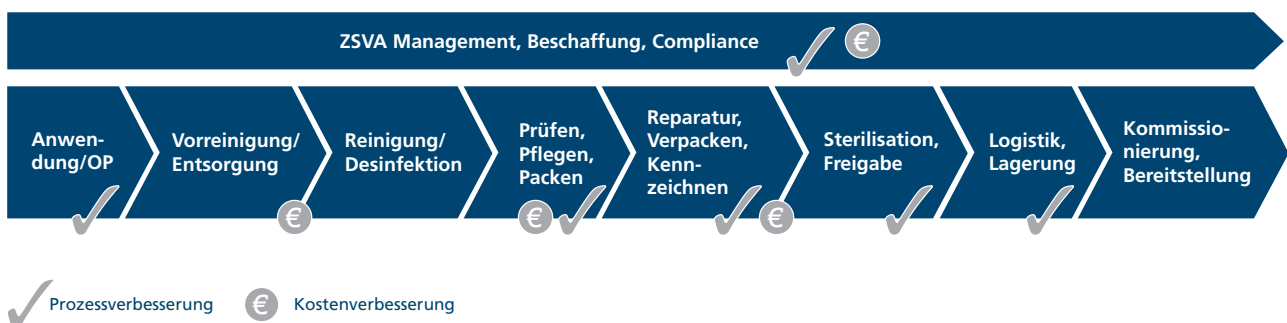 ZSVA Management, Beschaffung, Compliance
€
Anwen-
dung/OP
Vorreinigung/
Entsorgung
€
Reinigung/
Desinfektion
Prüfen,
Pflegen,
Packen
€
Reparatur,
Verpacken,
Kenn-
zeichnen
€
Sterilisation,
Freigabe
Logistik,
Lagerung
Kommissio-
nierung,
Bereitstellung
Prozessverbesserung
€ Kostenverbesserung